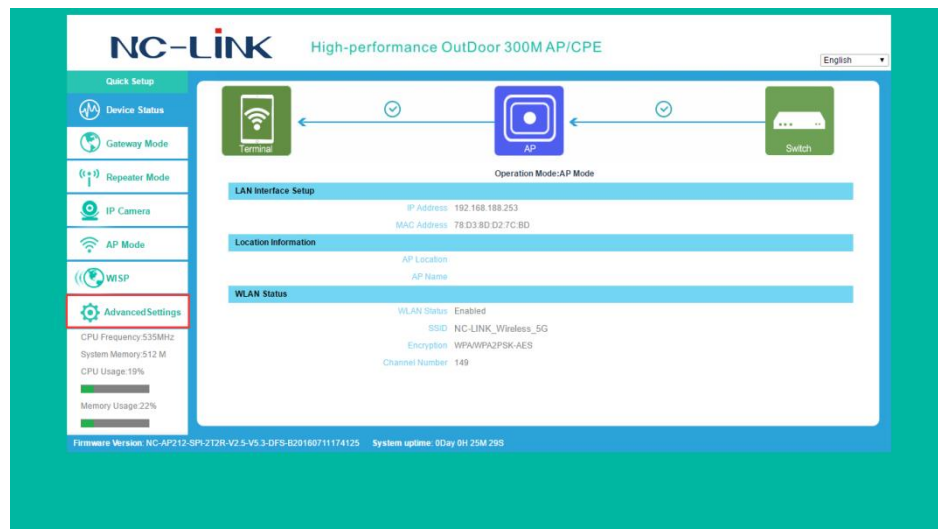 NC-LINK
High-performance OutDoor 300M AP/CPE
English
Quick Setup
Device Status
Gateway Mode
Repeater Mode
IP Camera
AP Mode
WISP
AdvancedSettings
CPU Frequency:535MHz
System Memory:512 M
CPU Usage:19%
Memory Usage:22%
Terminal
AP
Switch
Operation Mode:AP Mode
LAN Interface Setup
IP Address 192.168.188.253
MAC Address 78:D3:8D:D2:7C:BD
Location Information
AP Location
AP Name
WLAN Status
WLAN Status Enabled
SSID NC-LINK_Wireless_5G
Encryption WPA/WPA2PSK-AES
Channel Number 149
Firmware Version: NC-AP212-SPI-2T2R-V2.5-V5.3-DFS-B20160711174125 System uptime: 0Day 0H 25M 29S